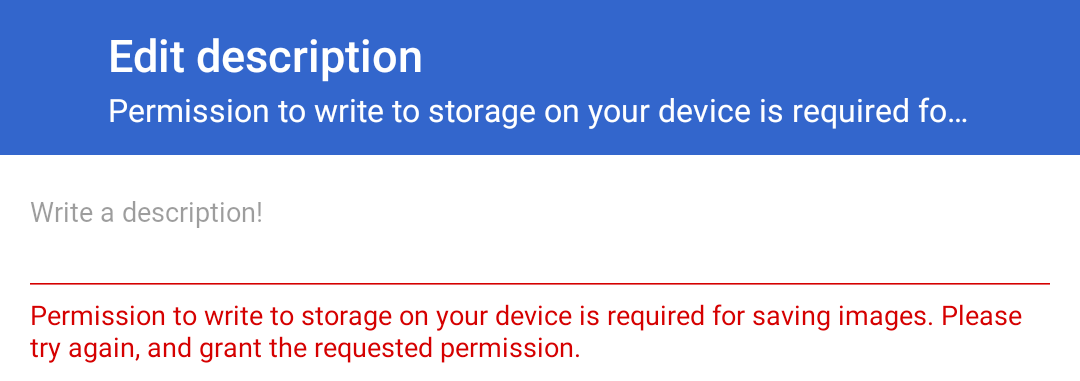 Edit description
Permission to write to storage on your device is required fo...
Write a description!
Permission to write to storage on your device is required for saving images. Please
try again, and grant the requested permission.